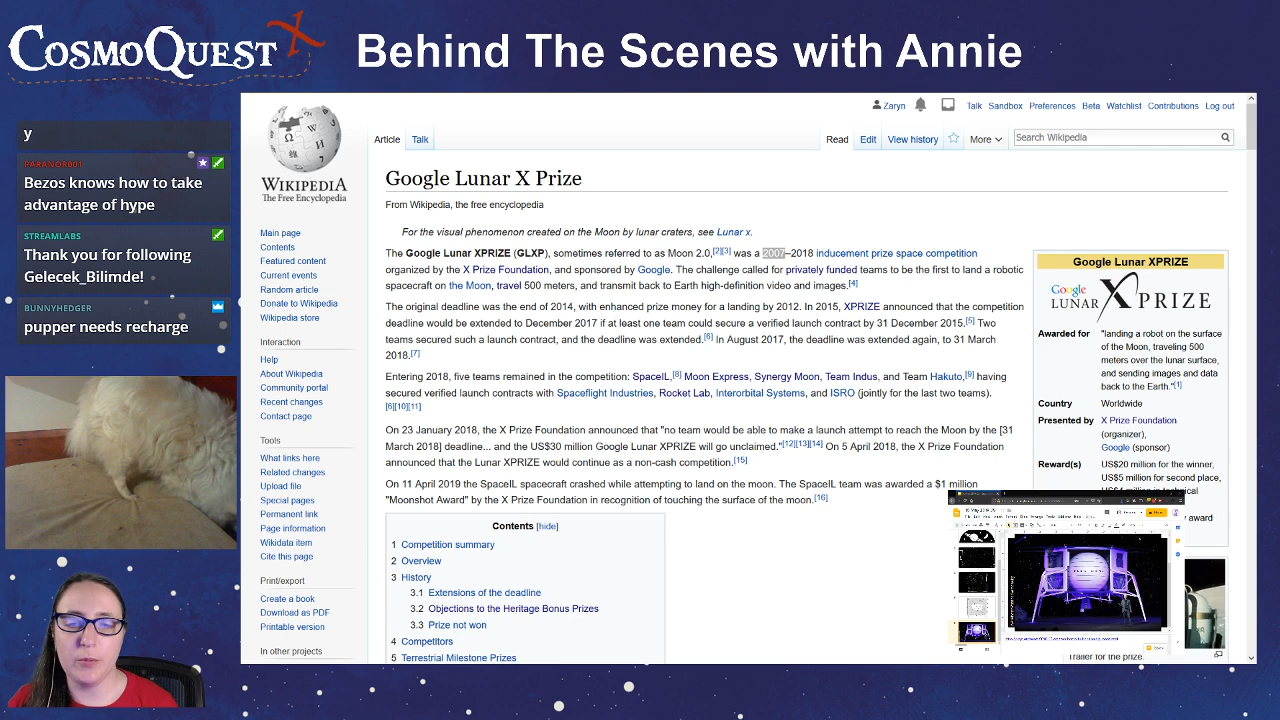 COSMOQUEST X
Behind The Scenes with Annie
y
PARANOR001
Bezos knows how to take
advantage of hype
STREAMLABS
Thank you for following
Gelecek_Bilimde!
BUNNYHEDGER
pupper needs recharge
WIKIPEDIA
The Free Encyclopedia
Main page
Contents
Featured content
Current events
Random article
Donate to Wikipedia
Wikipedia store
Interaction
Help
About Wikipedia
Community portal
Recent changes
Contact page
Tools
What links here
Related changes
Upload file
Special pages
Permanent link
Page information
Wikidata item
Cite this page
Print/export
Create a book
Download as PDF
Printable version
In other projects
Zaryn Talk Sandbox Preferences Beta Watchlist Contributions Log out
Article Talk Read Edit View history More Search Wikipedia
Google Lunar X Prize
From Wikipedia, the free encyclopedia
For the visual phenomenon created on the Moon by lunar craters, see Lunar x.
The Google Lunar XPRIZE (GLXP), sometimes referred to as Moon 2.0,[2][3] was a 2007–2018 inducement prize space competition
organized by the X Prize Foundation, and sponsored by Google. The challenge called for privately funded teams to be the first to land a robotic
spacecraft on the Moon, travel 500 meters, and transmit back to Earth high-definition video and images.[4]
The original deadline was the end of 2014, with enhanced prize money for a landing by 2012. In 2015, XPRIZE announced that the competition
deadline would be extended to December 2017 if at least one team could secure a verified launch contract by 31 December 2015.[5] Two
teams secured such a launch contract, and the deadline was extended.[6] In August 2017, the deadline was extended again, to 31 March
2018.[7]
Entering 2018, five teams remained in the competition: SpaceIL,[8] Moon Express, Synergy Moon, Team Indus, and Team Hakuto,[9] having
secured verified launch contracts with Spaceflight Industries, Rocket Lab, Interorbital Systems, and ISRO (jointly for the last two teams).
[6][10][11]
On 23 January 2018, the X Prize Foundation announced that "no team would be able to make a launch attempt to reach the Moon by the [31
March 2018] deadline... and the US$30 million Google Lunar XPRIZE will go unclaimed."[12][13][14] On 5 April 2018, the X Prize Foundation
announced that the Lunar XPRIZE would continue as a non-cash competition.[15]
On 11 April 2019 the SpaceIL spacecraft crashed while attempting to land on the moon. The SpaceIL team was awarded a $1 million
"Moonshot Award" by the X Prize Foundation in recognition of touching the surface of the moon.[16]
Contents [hide]
1 Competition summary
2 Overview
3 History
3.1 Extensions of the deadline
3.2 Objections to the Heritage Bonus Prizes
3.3 Prize not won
4 Competitors
5 Terrestrial Milestone Prizes
Google Lunar XPRIZE
Google
LUNAR XPRIZE
Awarded for "landing a robot on the surface
of the Moon, traveling 500
meters over the lunar surface,
and sending images and data
back to the Earth."[1]
Country Worldwide
Presented by X Prize Foundation
(organizer),
Google (sponsor)
Reward(s) US$20 million for the winner,
US$5 million for second place,
award
Trailer for the prize.